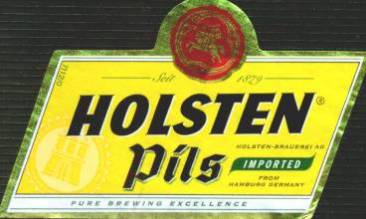 Seit 1879
HOLSTEN®
Pils
HOLSTEN-BRAUEREI AG
IMPORTED
FROM
HAMBURG GERMANY
PURE BREWING EXCELLENCE